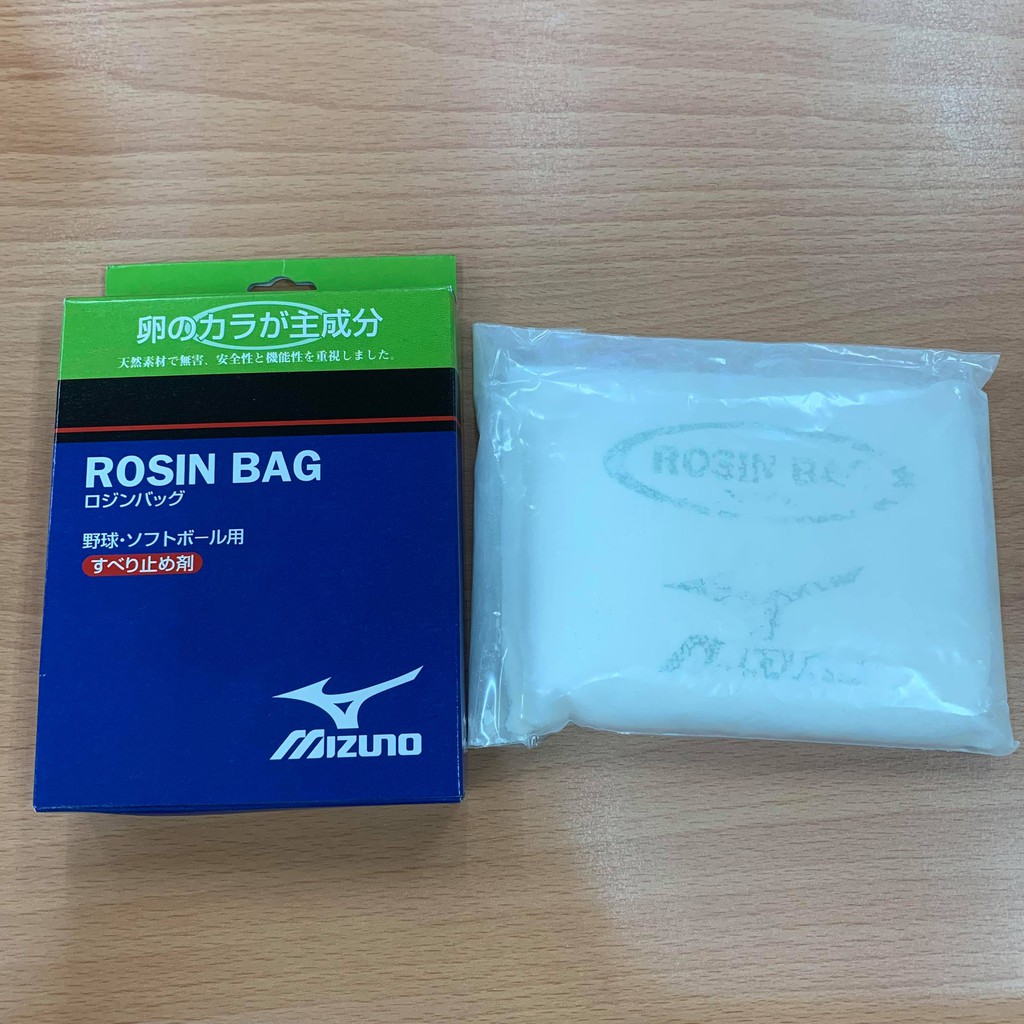 卵のカラが主成分
天然素材で無害、安全性と機能性を重視しました。
ROSIN BAG
ロジンバッグ
野球・ソフトボール用
すべり止め剤
MIZUNO
ROSIN BAG
MIZUNO